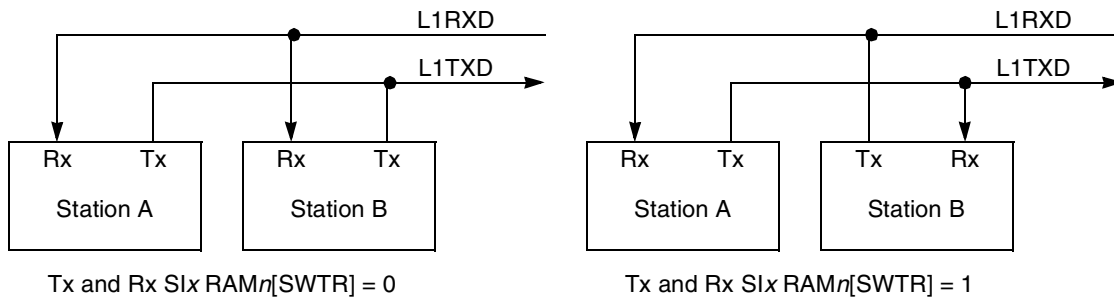 L1RXD
L1TXD
Rx Tx
Station A
Rx Tx
Station B
Tx and Rx SIx RAMn[SWTR] = 0
L1RXD
L1TXD
Rx Tx
Station A
Tx Rx
Station B
Tx and Rx SIx RAMn[SWTR] = 1